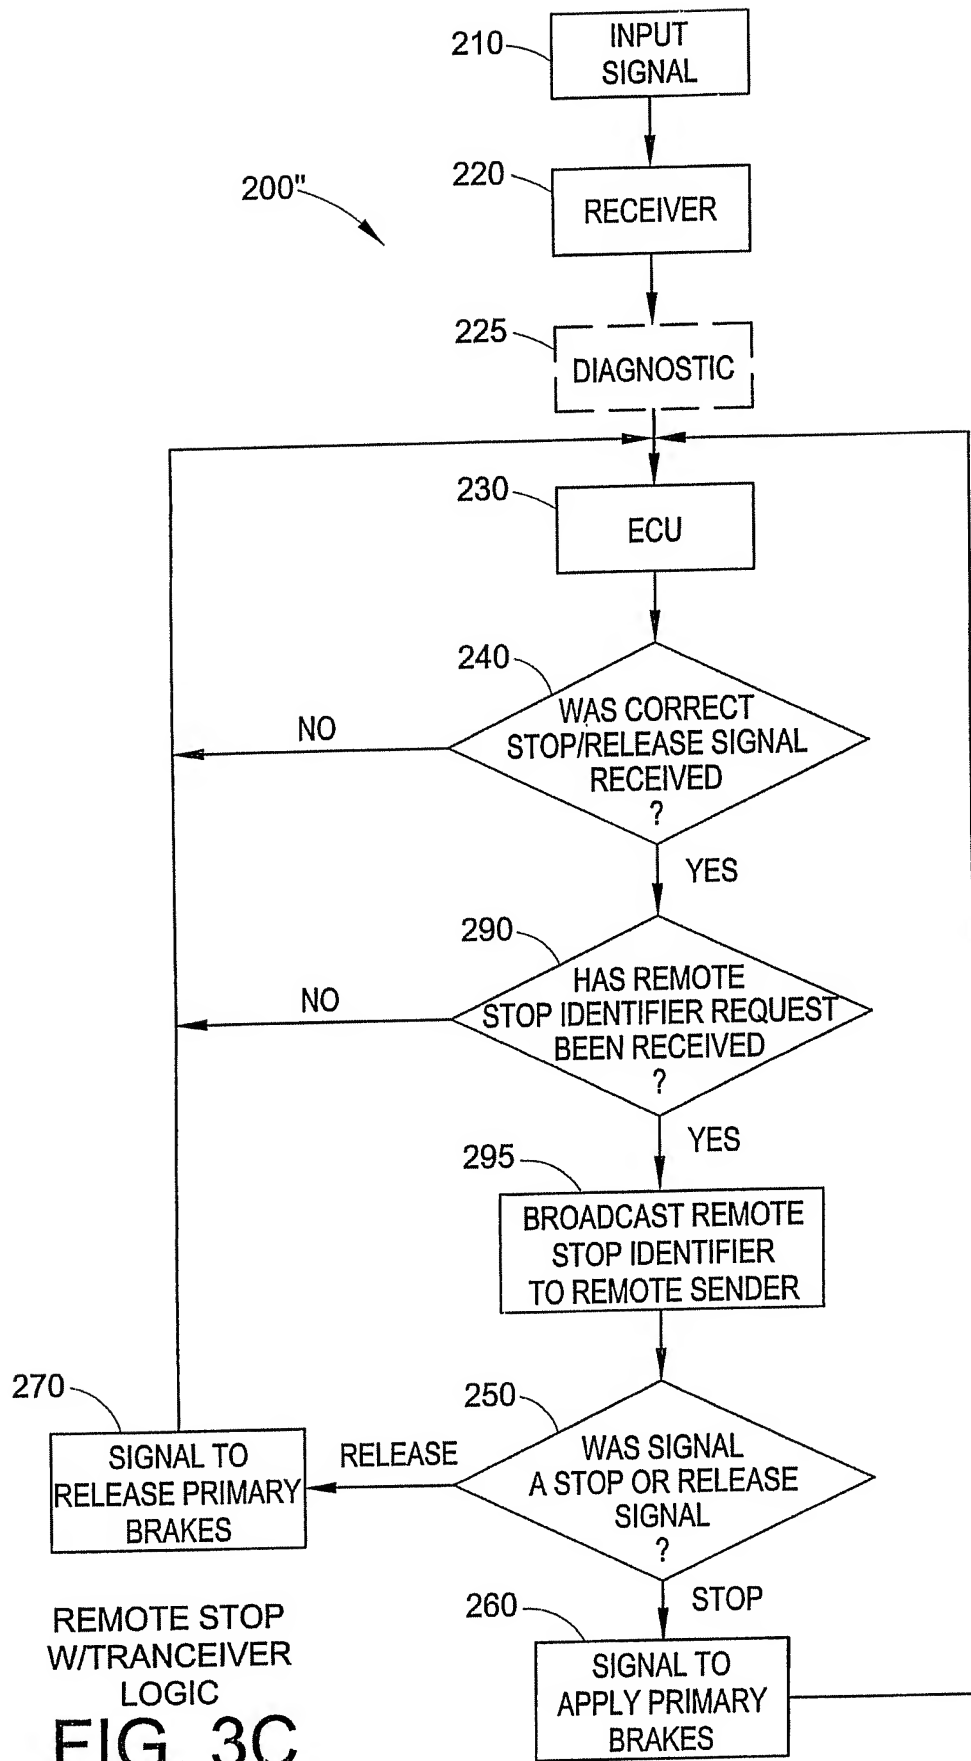 210
INPUT
SIGNAL
220
RECEIVER
200"
225
DIAGNOSTIC
230
ECU
240
WAS CORRECT
STOP/RELEASE SIGNAL
RECEIVED
?
NO
YES
290
HAS REMOTE
STOP IDENTIFIER REQUEST
BEEN RECEIVED
?
NO
YES
295
BROADCAST REMOTE
STOP IDENTIFIER
TO REMOTE SENDER
270
SIGNAL TO
RELEASE PRIMARY
BRAKES
RELEASE
250
WAS SIGNAL
A STOP OR RELEASE
SIGNAL
?
STOP
260
SIGNAL TO
APPLY PRIMARY
BRAKES
REMOTE STOP
W/TRANCEIVER
LOGIC
FIG. 3C